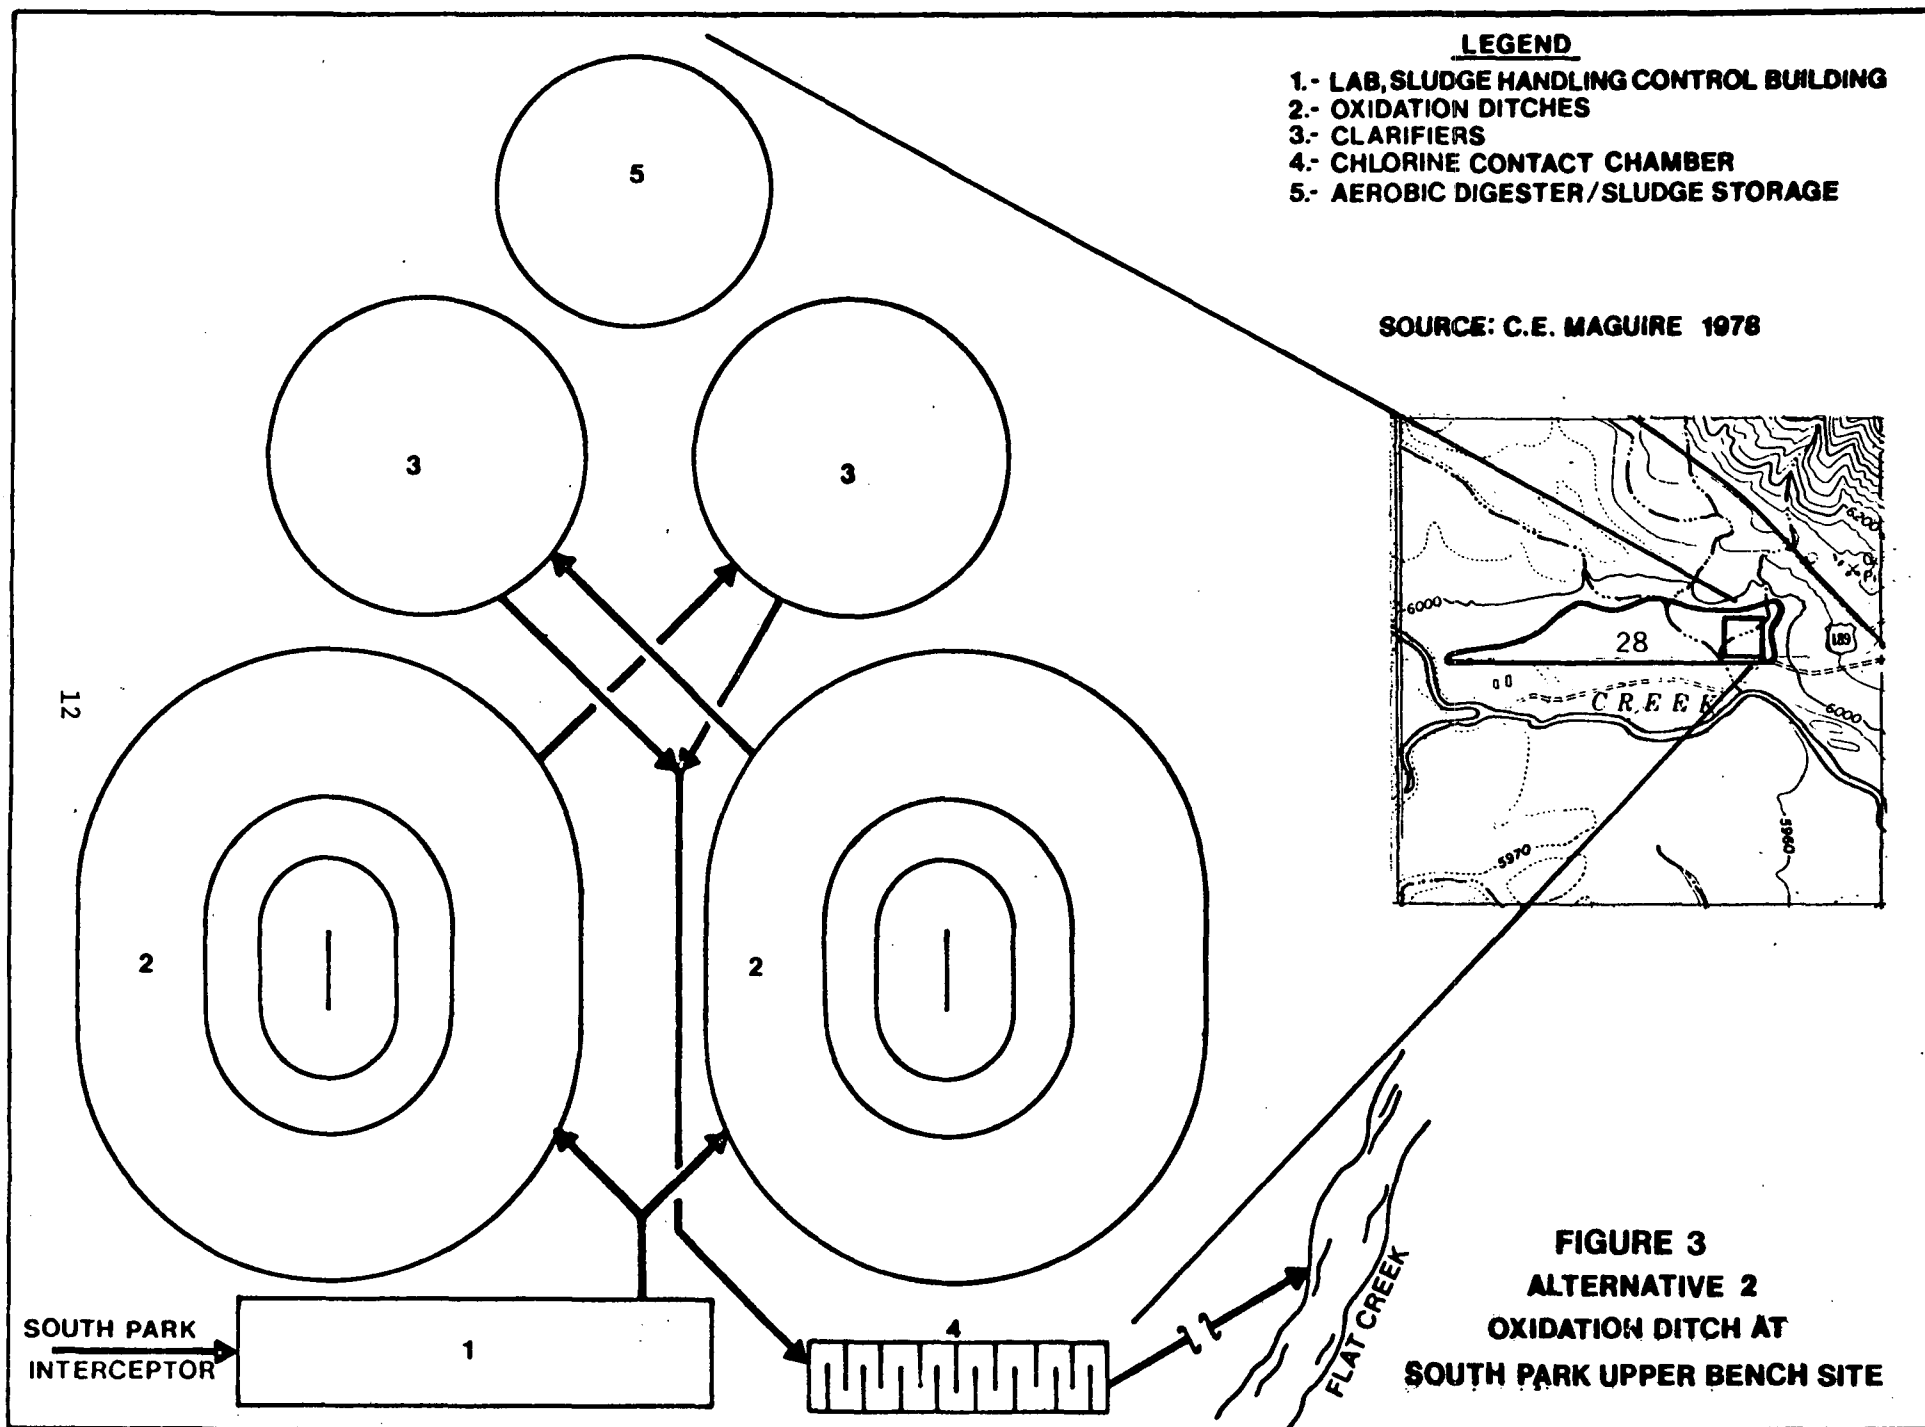 LEGEND
1.- LAB, SLUDGE HANDLING CONTROL BUILDING
2.- OXIDATION DITCHES
3.- CLARIFIERS
4.- CHLORINE CONTACT CHAMBER
5.- AEROBIC DIGESTER/SLUDGE STORAGE
SOURCE: C.E. MAGUIRE 1978
5
3
3
6200
6000
28
189
CREEK
6000
5960
5970
12
2
2
SOUTH PARK
INTERCEPTOR
1
4
FLAT CREEK
FIGURE 3
ALTERNATIVE 2
OXIDATION DITCH AT
SOUTH PARK UPPER BENCH SITE